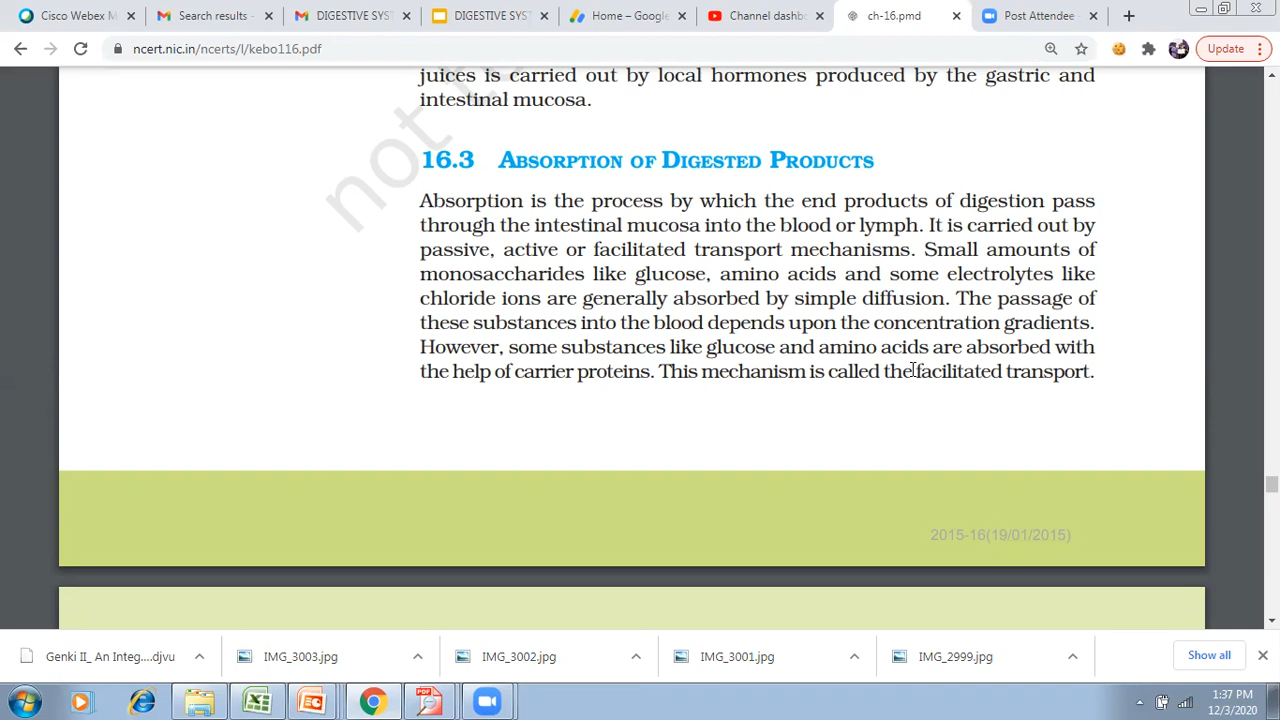 Cisco Webex M
Search results -
DIGESTIVE SYST
DIGESTIVE SYST
Home – Google
Channel dashbo
ch-16.pmd
Post Attendee
ncert.nic.in/ncerts/l/kebo116.pdf
Update
juices is carried out by local hormones produced by the gastric and
intestinal mucosa.
not
16.3 ABSORPTION OF DIGESTED PRODUCTS
Absorption is the process by which the end products of digestion pass
through the intestinal mucosa into the blood or lymph. It is carried out by
passive, active or facilitated transport mechanisms. Small amounts of
monosaccharides like glucose, amino acids and some electrolytes like
chloride ions are generally absorbed by simple diffusion. The passage of
these substances into the blood depends upon the concentration gradients.
However, some substances like glucose and amino acids are absorbed with
the help of carrier proteins. This mechanism is called the facilitated transport.
2015-16(19/01/2015)
Genki II_ An Integ....djvu
IMG_3003.jpg
IMG_3002.jpg
IMG_3001.jpg
IMG_2999.jpg
Show all
1:37 PM
12/3/2020